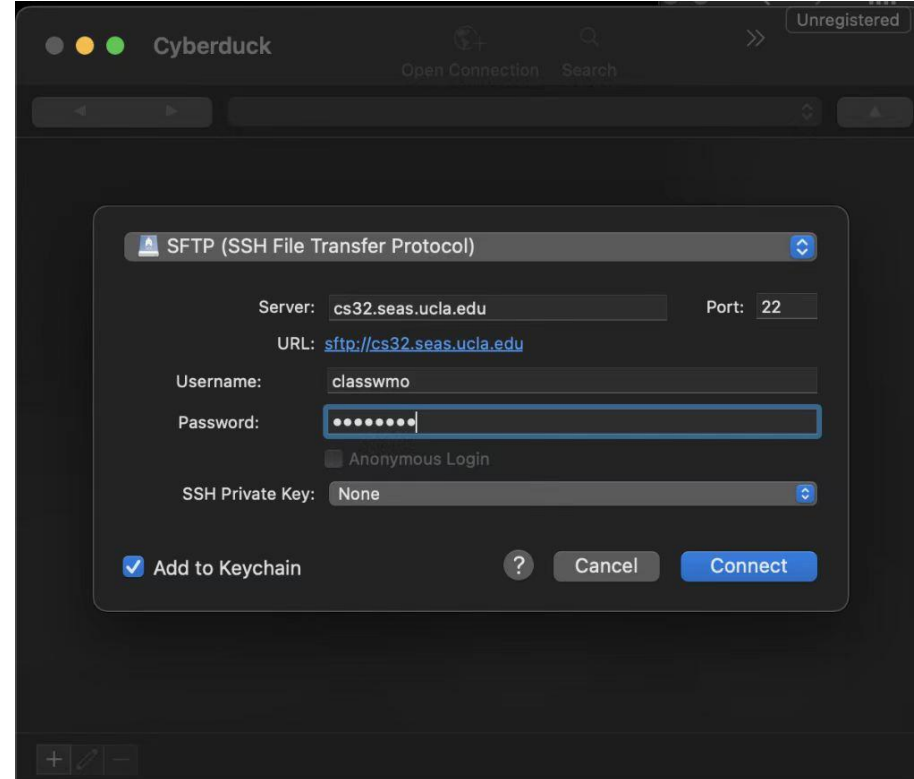 Unregistered
Cyberduck
Open Connection Search
SFTP (SSH File Transfer Protocol)
Server: cs32.seas.ucla.edu Port: 22
URL: sftp://cs32.seas.ucla.edu
Username: classwmo
Password: ••••••••
Anonymous Login
SSH Private Key: None
Add to Keychain ? Cancel Connect